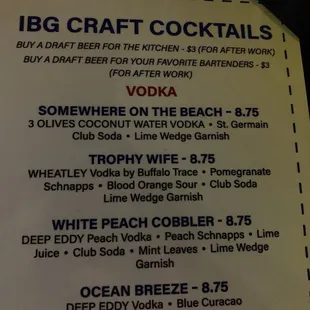 IBG CRAFT COCKTAILS
BUY A DRAFT BEER FOR THE KITCHEN - $3 (FOR AFTER WORK)
BUY A DRAFT BEER FOR YOUR FAVORITE BARTENDERS - $3
(FOR AFTER WORK)
VODKA
SOMEWHERE ON THE BEACH - 8.75
3 OLIVES COCONUT WATER VODKA • St. Germain
Club Soda • Lime Wedge Garnish
TROPHY WIFE - 8.75
WHEATLEY Vodka by Buffalo Trace • Pomegranate
Schnapps • Blood Orange Sour • Club Soda
Lime Wedge Garnish
WHITE PEACH COBBLER - 8.75
DEEP EDDY Peach Vodka • Peach Schnapps • Lime
Juice • Club Soda • Mint Leaves • Lime Wedge
Garnish
OCEAN BREEZE - 8.75
DEEP EDDY Vodka • Blue Curacao